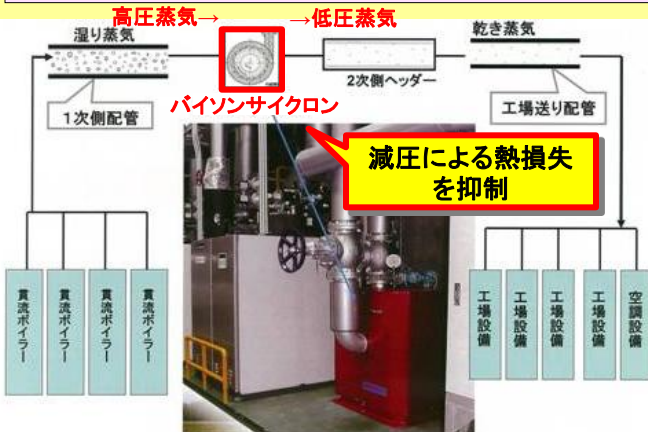 高圧蒸気→ →低圧蒸気
湿り蒸気
乾き蒸気
2次側ヘッダー
バイソンサイクロン
1次側配管
工場送り配管
減圧による熱損失
を抑制
貫流ボイラー
貫流ボイラー
貫流ボイラー
貫流ボイラー
工場設備
工場設備
工場設備
工場設備
空調設備